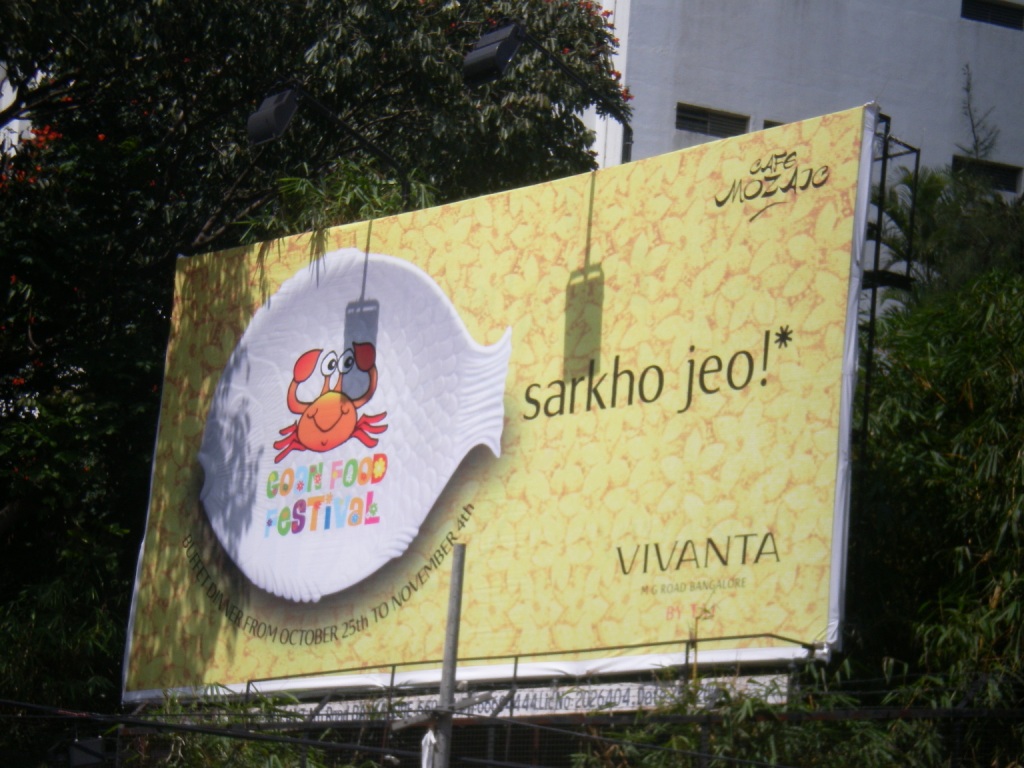 CAFE
MOZAIC
sarkho jeo!*
GOAN FOOD
FESTIVAL
BUFFET DINNER FROM OCTOBER 25th TO NOVEMBER 4th
VIVANTA
M G ROAD BANGALORE
BY TAJ